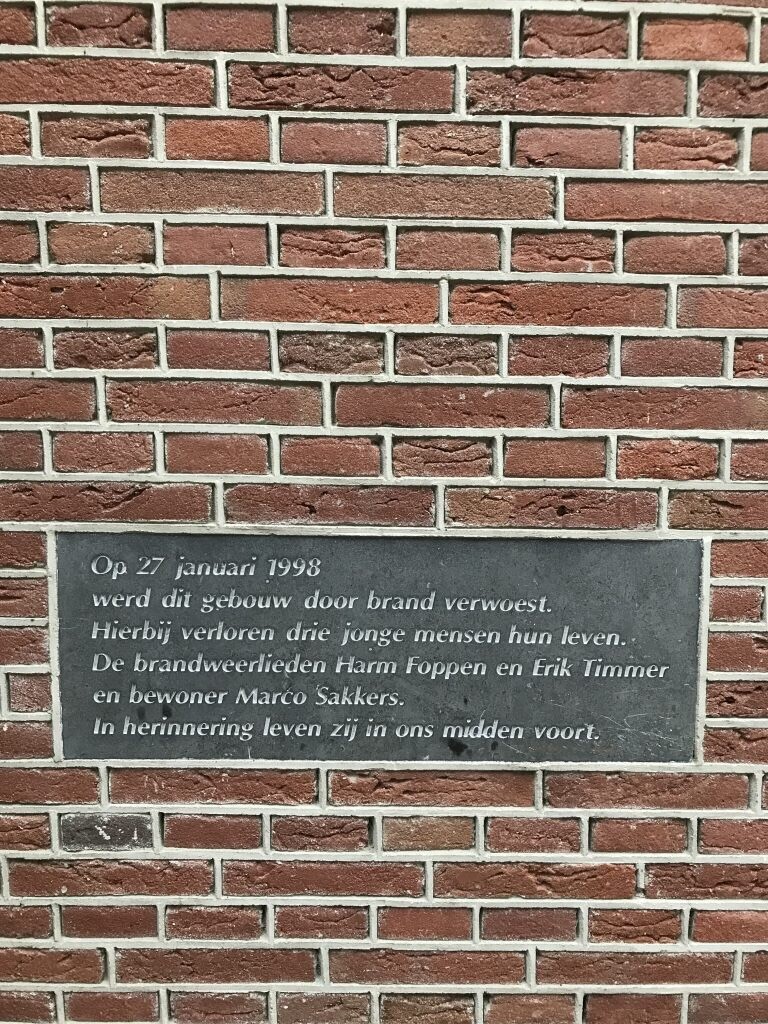 Op 27 januari 1998
werd dit gebouw door brand verwoest.
Hierbij verloren drie jonge mensen hun leven.
De brandweerlieden Harm Foppen en Erik Timmer
en bewoner Marco Sakkers.
In herinnering leven zij in ons midden voort.